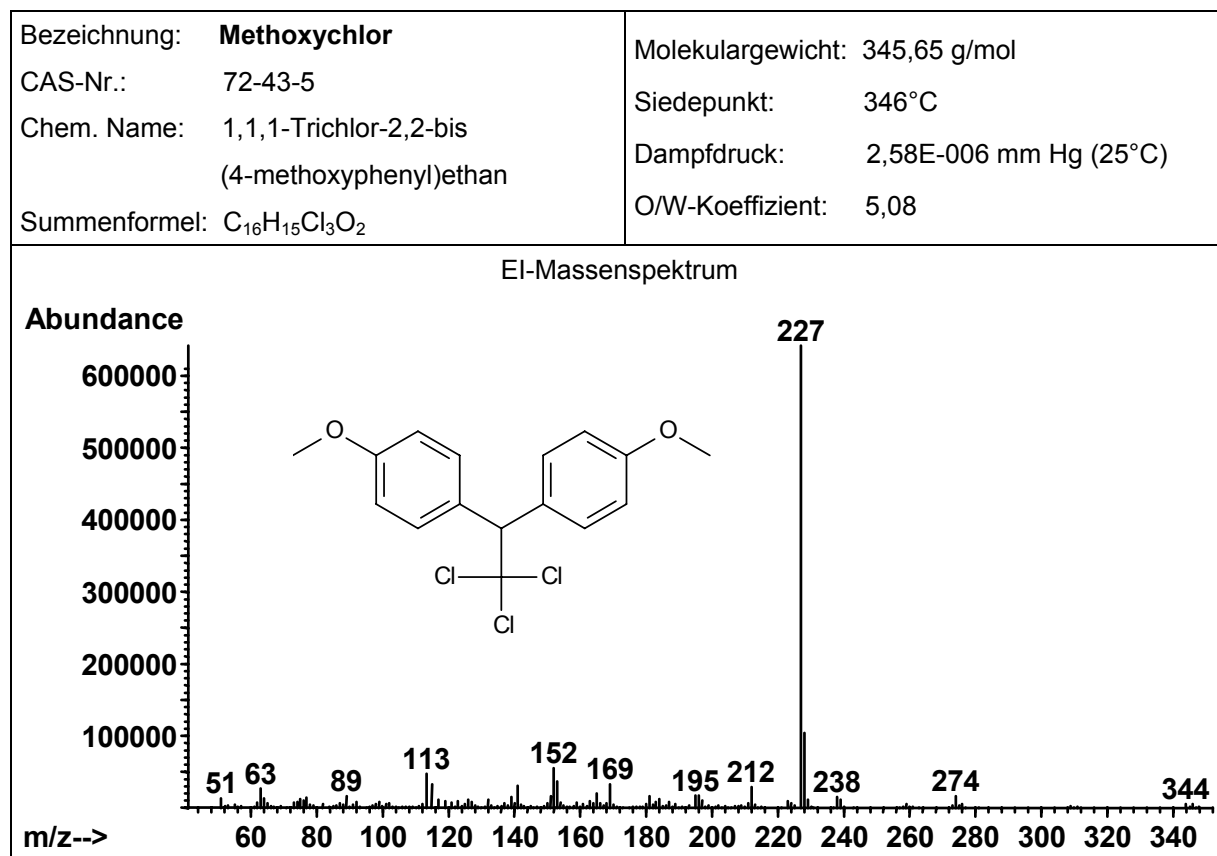 Bezeichnung: Methoxychlor
CAS-Nr.: 72-43-5
Chem. Name: 1,1,1-Trichlor-2,2-bis
(4-methoxyphenyl)ethan
Summenformel: C₁₆H₁₅Cl₃O₂
Molekulargewicht: 345,65 g/mol
Siedepunkt: 346°C
Dampfdruck: 2,58E-006 mm Hg (25°C)
O/W-Koeffizient: 5,08
EI-Massenspektrum
Abundance
227
600000
500000
O O
400000
Cl Cl
300000
Cl
200000
100000
51 63 89 113 152 169 195 212 238 274 344
m/z--> 60 80 100 120 140 160 180 200 220 240 260 280 300 320 340